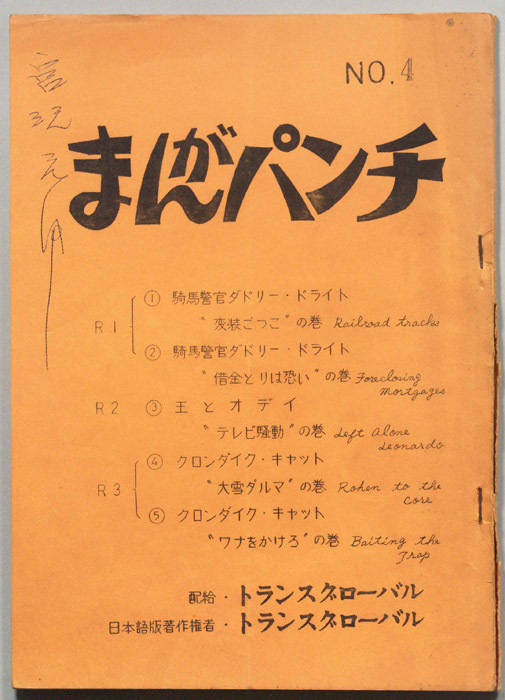 NO.4
まんがパンチ
R1
① 騎馬警官ダドリー・ドライト
"変装ごっこ"の巻 Railroad tracks
② 騎馬警官ダドリー・ドライト
"借金とりは恐い"の巻 Foreclosing
mortgages
R2 ③ 王とオデイ
"テレビ騒動"の巻 Left Alone
Leonardo
R3
④ クロンダイク・キャット
"大雪ダルマ"の巻 Rohen to the
core
⑤ クロンダイク・キャット
"ワナをかけろ"の巻 Baiting the
Trap
配給・トランスグローバル
日本語版著作権者・トランスグローバル